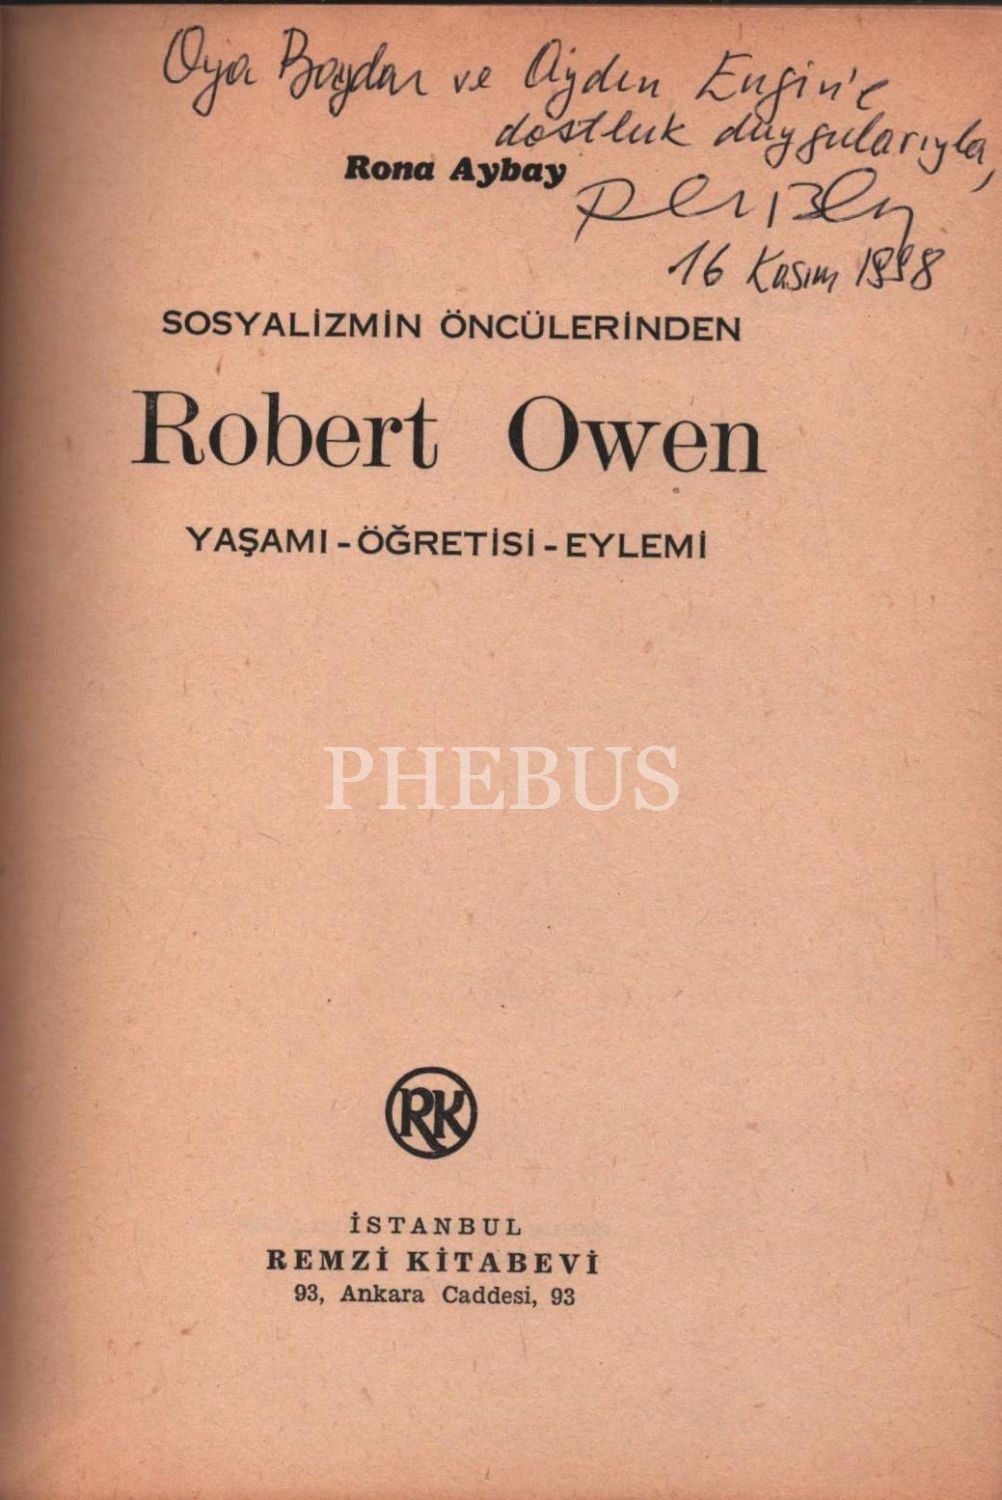 Oya Baydar ve Aydın Engin'e
dostluk duygularıyla,
Rona Aybay
16 Kasım 1998
SOSYALİZMİN ÖNCÜLERİNDEN
Robert Owen
YAŞAMI - ÖĞRETİSİ - EYLEMİ
PHEBUS
RK
İSTANBUL
REMZİ KİTABEVİ
93, Ankara Caddesi, 93